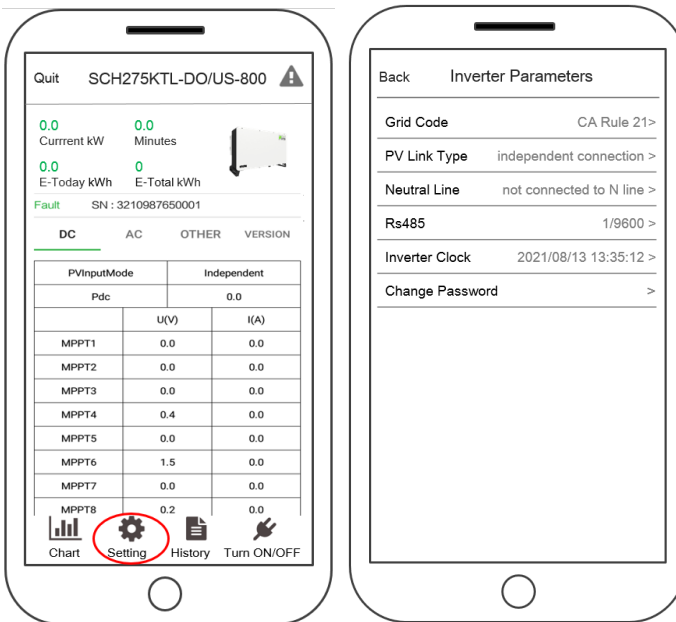 Quit SCH275KTL-DO/US-800
0.0 0.0
Currrent kW Minutes
0.0 0
E-Today kWh E-Total kWh
Fault SN : 3210987650001
DC AC OTHER VERSION
PVInputMode Independent
Pdc 0.0
U(V) I(A)
MPPT1 0.0 0.0
MPPT2 0.0 0.0
MPPT3 0.0 0.0
MPPT4 0.4 0.0
MPPT5 0.0 0.0
MPPT6 1.5 0.0
MPPT7 0.0 0.0
MPPT8 0.2 0.0
Chart Setting History Turn ON/OFF
Back Inverter Parameters
Grid Code CA Rule 21>
PV Link Type independent connection >
Neutral Line not connected to N line >
Rs485 1/9600 >
Inverter Clock 2021/08/13 13:35:12 >
Change Password >